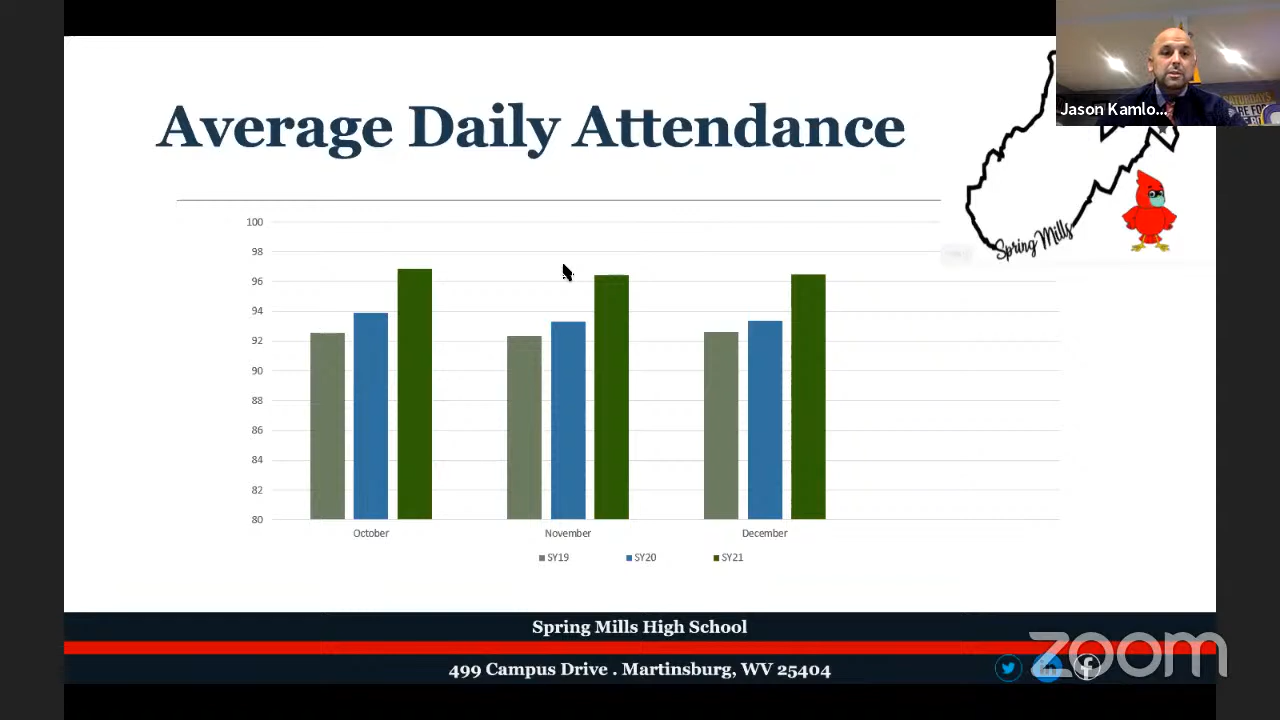 Average Daily Attendance
Jason Kamlo...
Spring Mills
100
98
96
94
92
90
88
86
84
82
80
October November December
SY19 SY20 SY21
Spring Mills High School
499 Campus Drive . Martinsburg, WV 25404
zoom